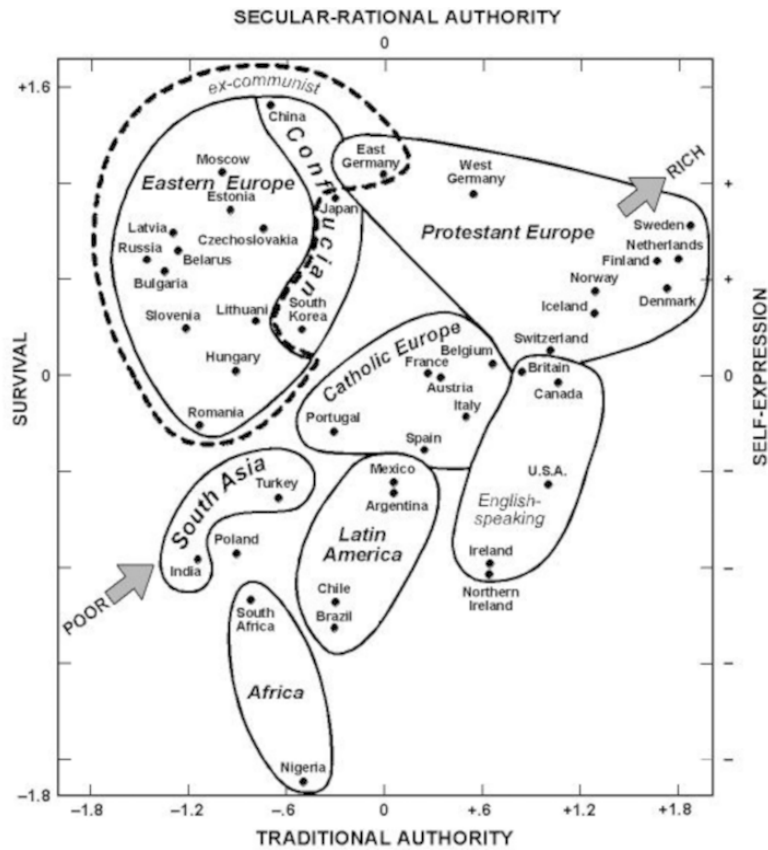 SECULAR-RATIONAL AUTHORITY
0
+1.6
ex-communist
China
Confucian
East
Germany
Moscow
Eastern Europe
Estonia
West
Germany
RICH
Japan
Protestant Europe
Sweden
Latvia
Czechoslovakia
Netherlands
Russia
Belarus
Finland
Bulgaria
Norway
Denmark
Iceland
Slovenia
Lithuani
South
Korea
Switzerland
Catholic Europe
Belgium
Hungary
France
Britain
Austria
Canada
0
0
SURVIVAL
SELF-EXPRESSION
+
+
–
–
–
–
–
Romania
Portugal
Italy
Spain
South Asia
Turkey
Mexico
Argentina
U.S.A.
English-
speaking
Latin
America
Poland
India
POOR
Ireland
Northern
Ireland
Chile
Brazil
South
Africa
Africa
Nigeria
–1.8
–1.8
–1.2
–.6
0
+.6
+1.2
+1.8
TRADITIONAL AUTHORITY